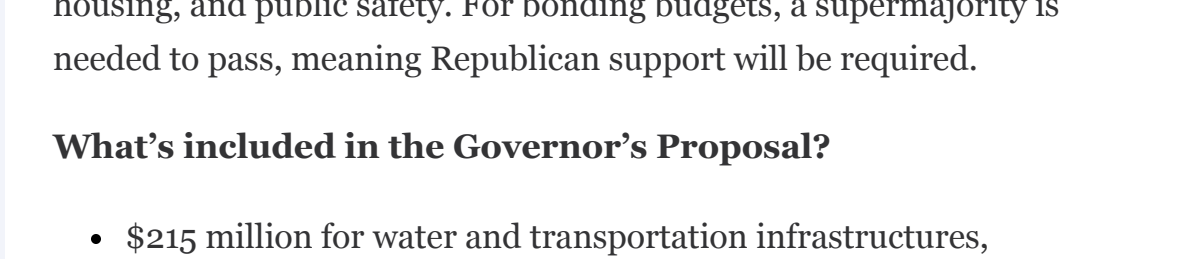 housing, and public safety. For bonding budgets, a supermajority is
needed to pass, meaning Republican support will be required.
What’s included in the Governor’s Proposal?
• $215 million for water and transportation infrastructures,